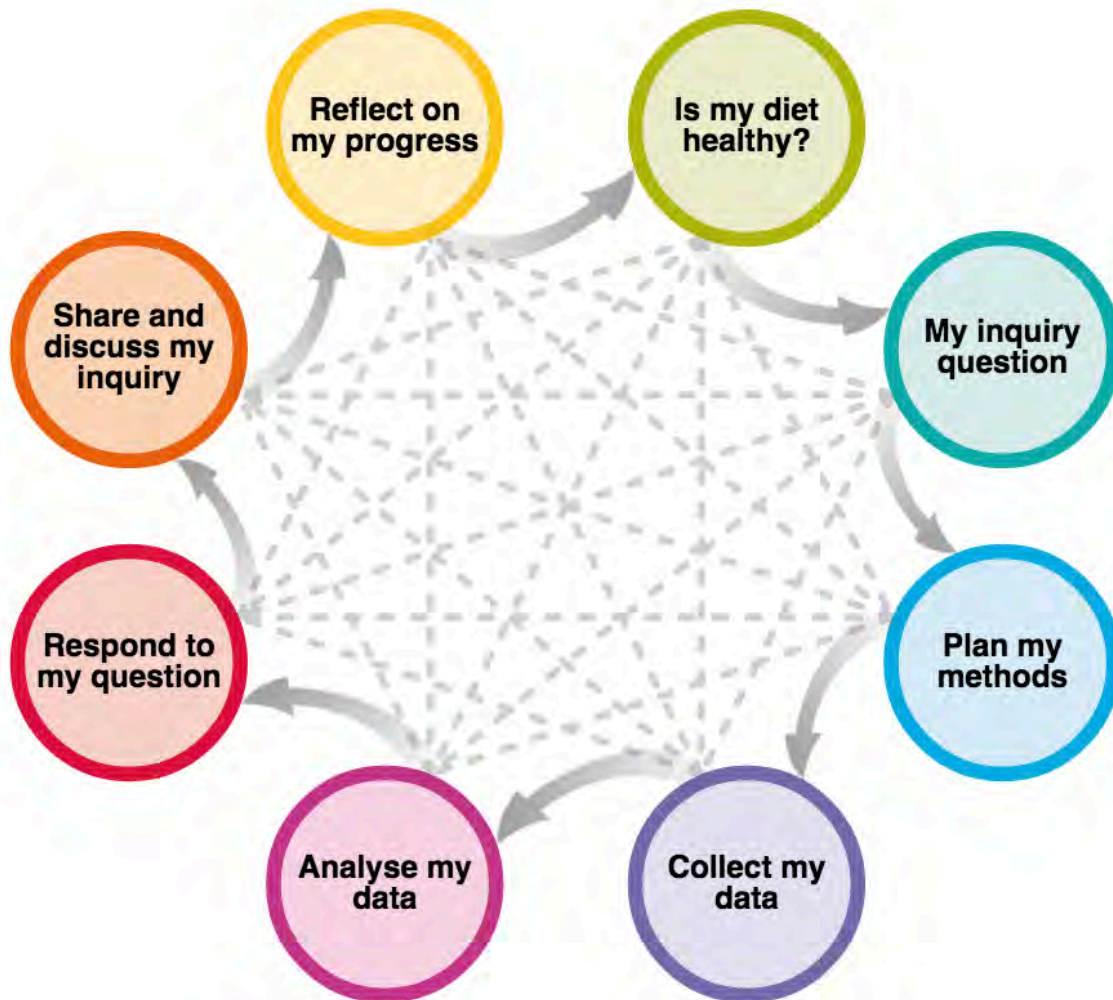 Reflect on
my progress
Is my diet
healthy?
My inquiry
question
Plan my
methods
Collect my
data
Analyse my
data
Respond to
my question
Share and
discuss my
inquiry